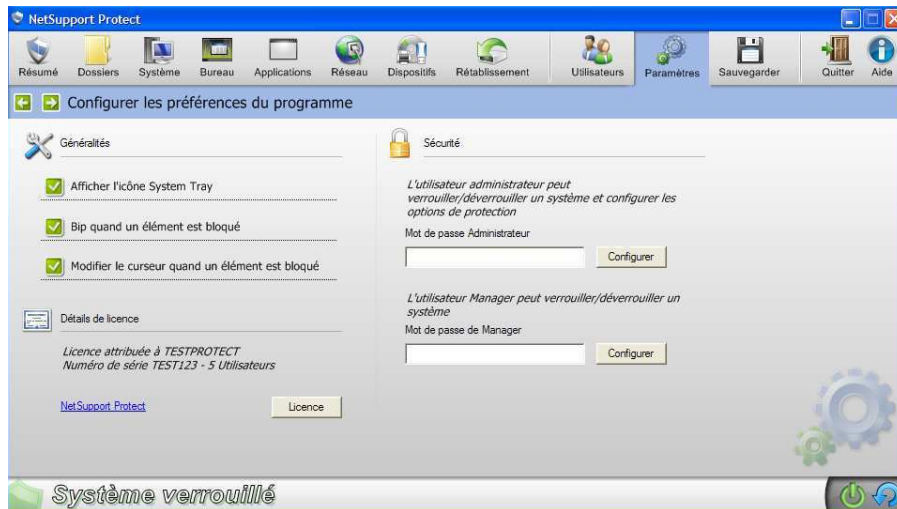 NetSupport Protect
Résumé Dossiers Système Bureau Applications Réseau Dispositifs Rétablissement Utilisateurs Paramètres Sauvegarder Quitter Aide
Configurer les préférences du programme
Généralités
Afficher l'icône System Tray
Bip quand un élément est bloqué
Modifier le curseur quand un élément est bloqué
Détails de licence
Licence attribuée à TESTPROTECT
Numéro de série TEST123 - 5 Utilisateurs
NetSupport Protect
Licence
Sécurité
L'utilisateur administrateur peut
verrouiller/déverrouiller un système et configurer les
options de protection
Mot de passe Administrateur
Configurer
L'utilisateur Manager peut verrouiller/déverrouiller un
système
Mot de passe de Manager
Configurer
Système verrouillé